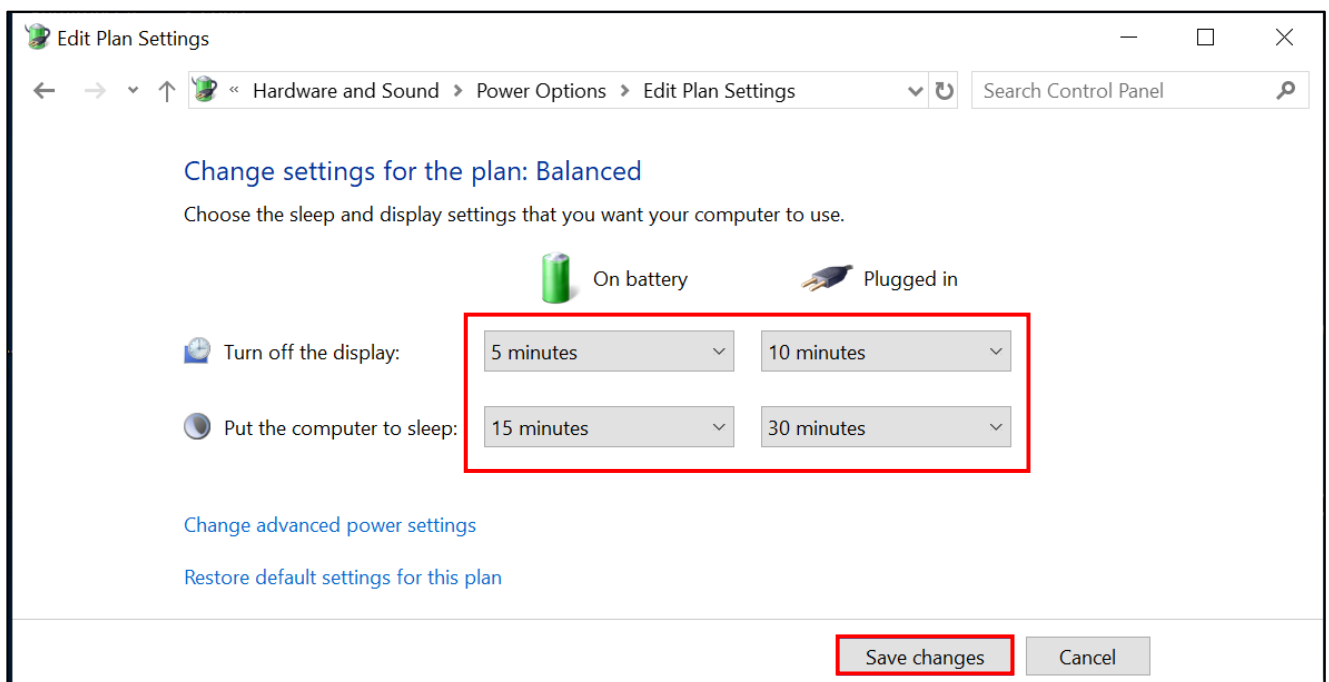 Edit Plan Settings
« Hardware and Sound > Power Options > Edit Plan Settings Search Control Panel
Change settings for the plan: Balanced
Choose the sleep and display settings that you want your computer to use.
On battery Plugged in
Turn off the display: 5 minutes 10 minutes
Put the computer to sleep: 15 minutes 30 minutes
Change advanced power settings
Restore default settings for this plan
Save changes Cancel